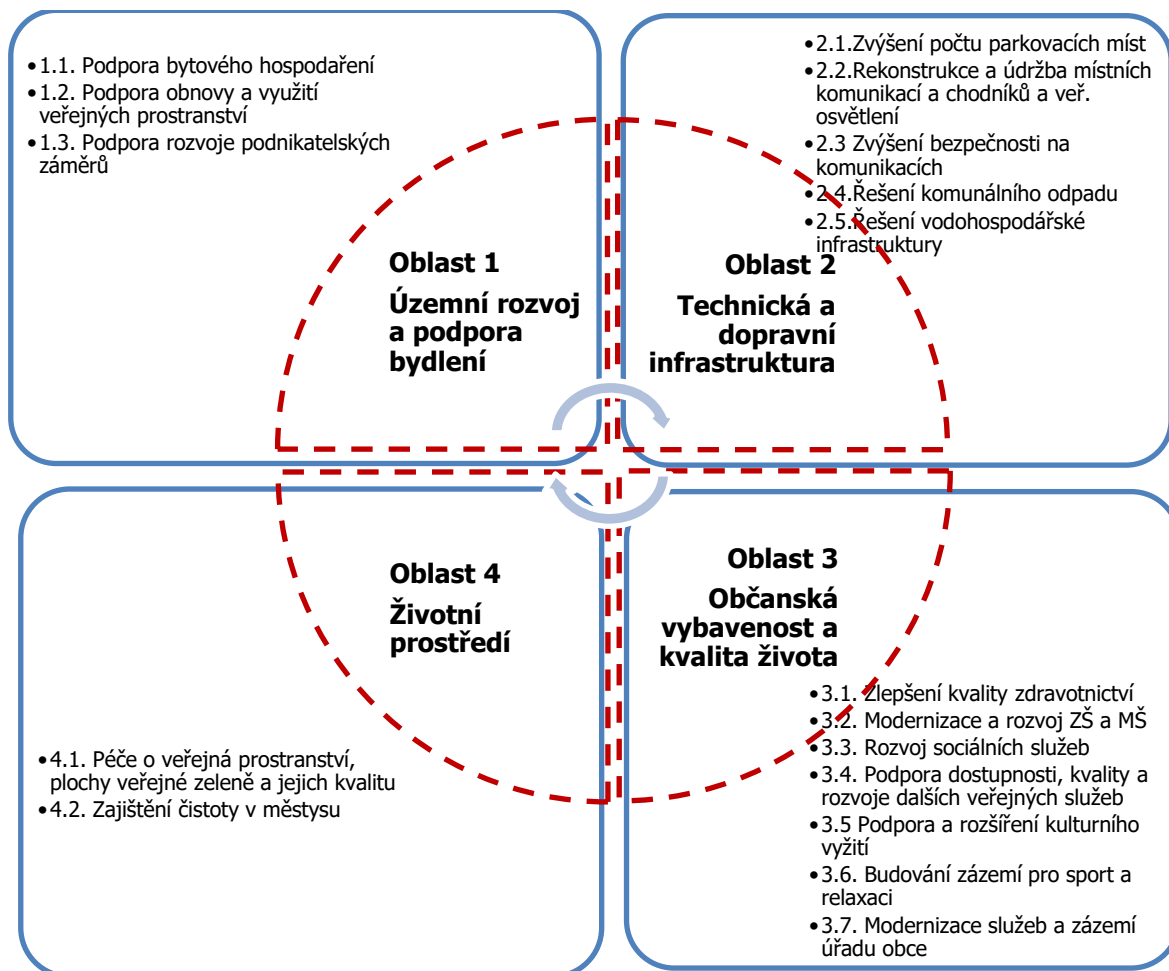 •1.1. Podpora bytového hospodaření
•1.2. Podpora obnovy a využití
veřejných prostranství
•1.3. Podpora rozvoje podnikatelských
záměrů
Oblast 1
Územní rozvoj
a podpora
bydlení
•2.1.Zvýšení počtu parkovacích míst
•2.2.Rekonstrukce a údržba místních
komunikací a chodníků a veř.
osvětlení
•2.3 Zvýšení bezpečnosti na
komunikacích
•2.4.Řešení komunálního odpadu
•2.5.Řešení vodohospodářské
infrastruktury
Oblast 2
Technická a
dopravní
infrastruktura
Oblast 4
Životní
prostředí
•4.1. Péče o veřejná prostranství,
plochy veřejné zeleně a jejich kvalitu
•4.2. Zajištění čistoty v městysu
Oblast 3
Občanská
vybavenost a
kvalita života
•3.1. Zlepšení kvality zdravotnictví
•3.2. Modernizace a rozvoj ZŠ a MŠ
•3.3. Rozvoj sociálních služeb
•3.4. Podpora dostupnosti, kvality a
rozvoje dalších veřejných služeb
•3.5 Podpora a rozšíření kulturního
vyžití
•3.6. Budování zázemí pro sport a
relaxaci
•3.7. Modernizace služeb a zázemí
úřadu obce